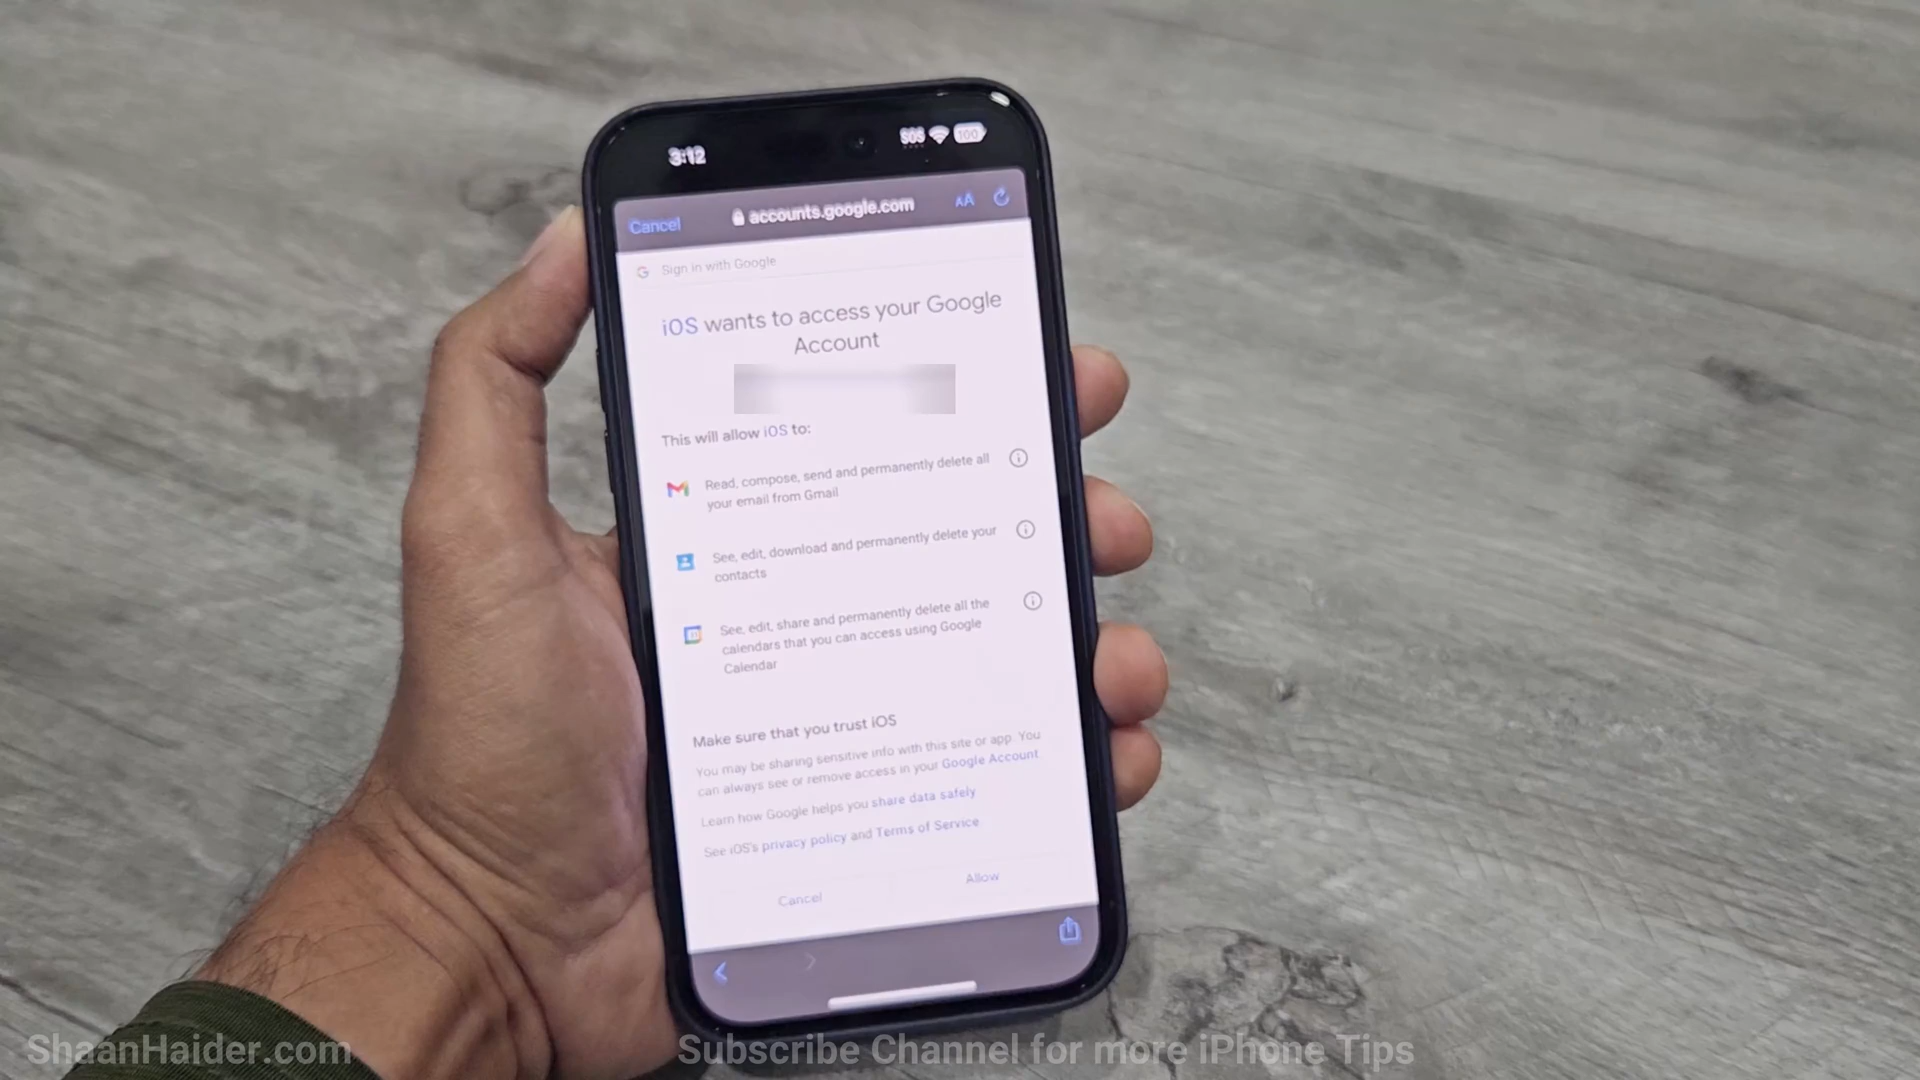 3:12
SOS
100
Cancel
accounts.google.com
AA
Sign in with Google
iOS wants to access your Google
Account
This will allow iOS to:
Read, compose, send and permanently delete all
your email from Gmail
See, edit, download and permanently delete your
contacts
See, edit, share and permanently delete all the
calendars that you can access using Google
Calendar
Make sure that you trust iOS
You may be sharing sensitive info with this site or app. You
can always see or remove access in your Google Account
Learn how Google helps you share data safely
See iOS's privacy policy and Terms of Service
Cancel
Allow
ShaanHaider.com
Subscribe Channel for more iPhone Tips